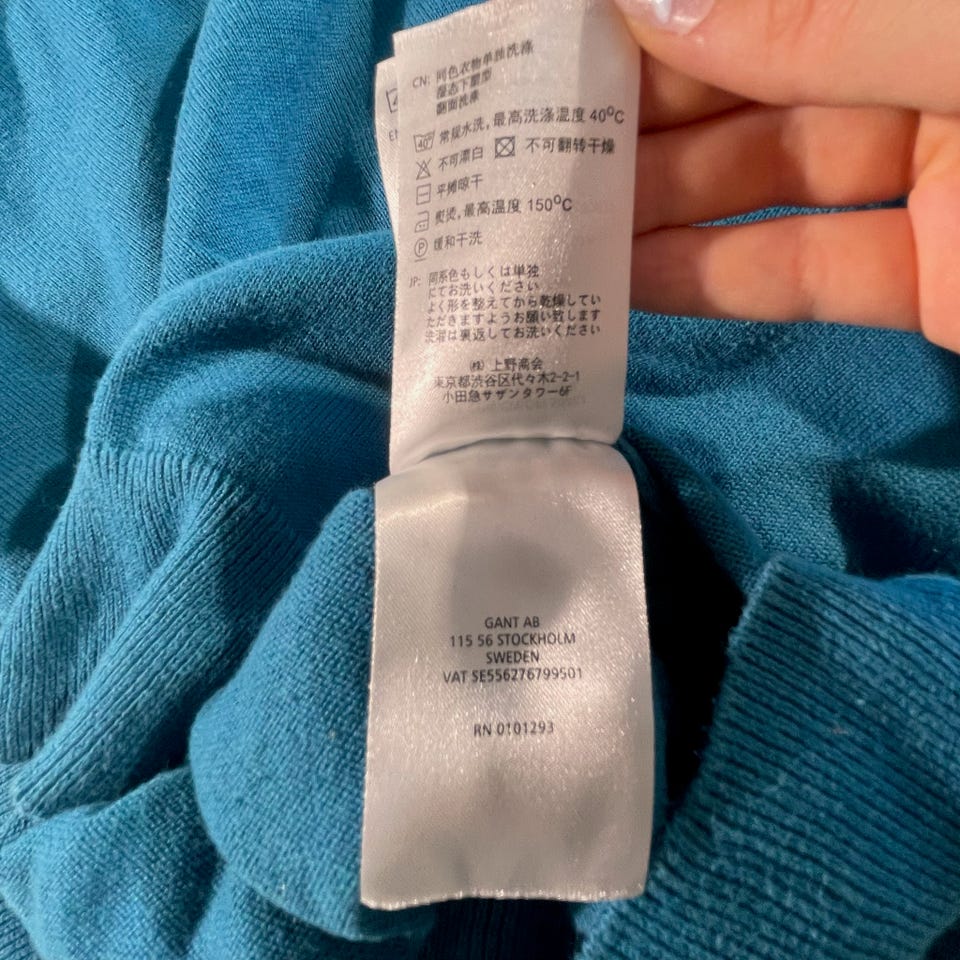 CN: 同色衣物单独洗涤
湿态下塑型
翻面洗涤
40° 常规水洗,最高洗涤温度 40°C
不可漂白 不可翻转干燥
平摊晾干
熨烫,最高温度 150°C
P 缓和干洗
JP: 同系色もしくは単独
にてお洗いください
よく形を整えてから乾燥してい
ただきますようお願い致します
洗濯は裏返してお洗いください
㈱ 上野商会
東京都渋谷区代々木2-2-1
小田急サザンタワー6F
EN
GANT AB
115 56 STOCKHOLM
SWEDEN
VAT SE556276799501
RN 0101293